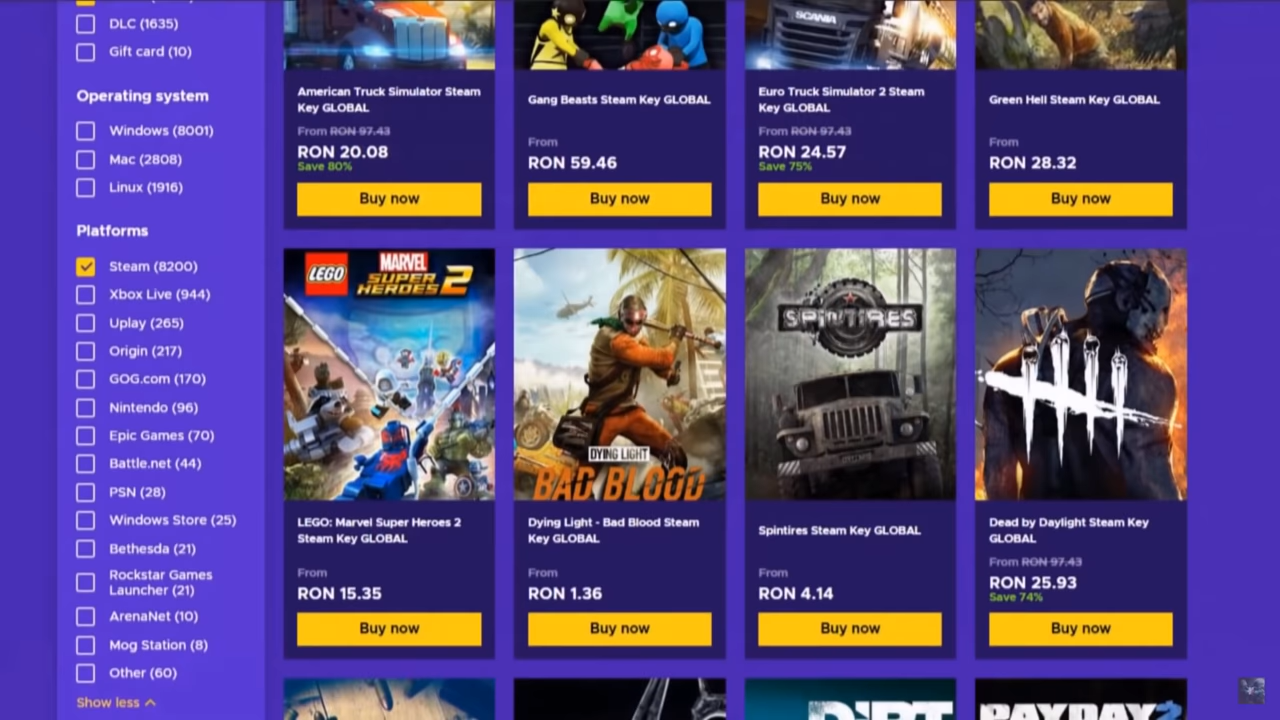 DLC (1635)
Gift card (10)
Operating system
Windows (8001)
Mac (2808)
Linux (1916)
Platforms
Steam (8200)
Xbox Live (944)
Uplay (265)
Origin (217)
GOG.com (170)
Nintendo (96)
Epic Games (70)
Battle.net (44)
PSN (28)
Windows Store (25)
Bethesda (21)
Rockstar Games
Launcher (21)
ArenaNet (10)
Mog Station (8)
Other (60)
Show less
American Truck Simulator Steam
Key GLOBAL
From RON 97.43
RON 20.08
Save 80%
Buy now
Gang Beasts Steam Key GLOBAL
From
RON 59.46
Buy now
SCANIA
Euro Truck Simulator 2 Steam
Key GLOBAL
From RON 97.43
RON 24.57
Save 75%
Buy now
Green Hell Steam Key GLOBAL
From
RON 28.32
Buy now
LEGO
MARVEL
SUPER
HEROES 2
LEGO: Marvel Super Heroes 2
Steam Key GLOBAL
From
RON 15.35
Buy now
DYING LIGHT
BAD BLOOD
Dying Light - Bad Blood Steam
Key GLOBAL
From
RON 1.36
Buy now
SPINTIRES
Spintires Steam Key GLOBAL
From
RON 4.14
Buy now
Dead by Daylight Steam Key
GLOBAL
From RON 97.43
RON 25.93
Save 74%
Buy now
DiRT
PAYDAY 2